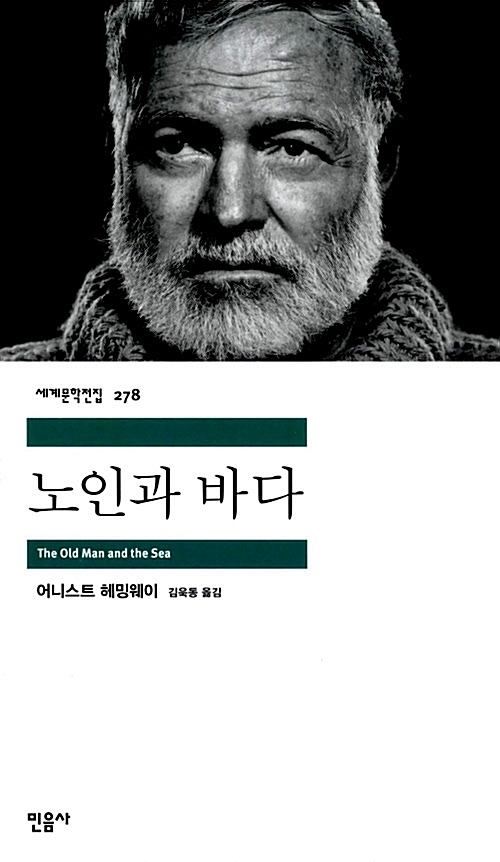 세계문학전집 278
노인과 바다
The Old Man and the Sea
어니스트 헤밍웨이 김욱동 옮김
민음사